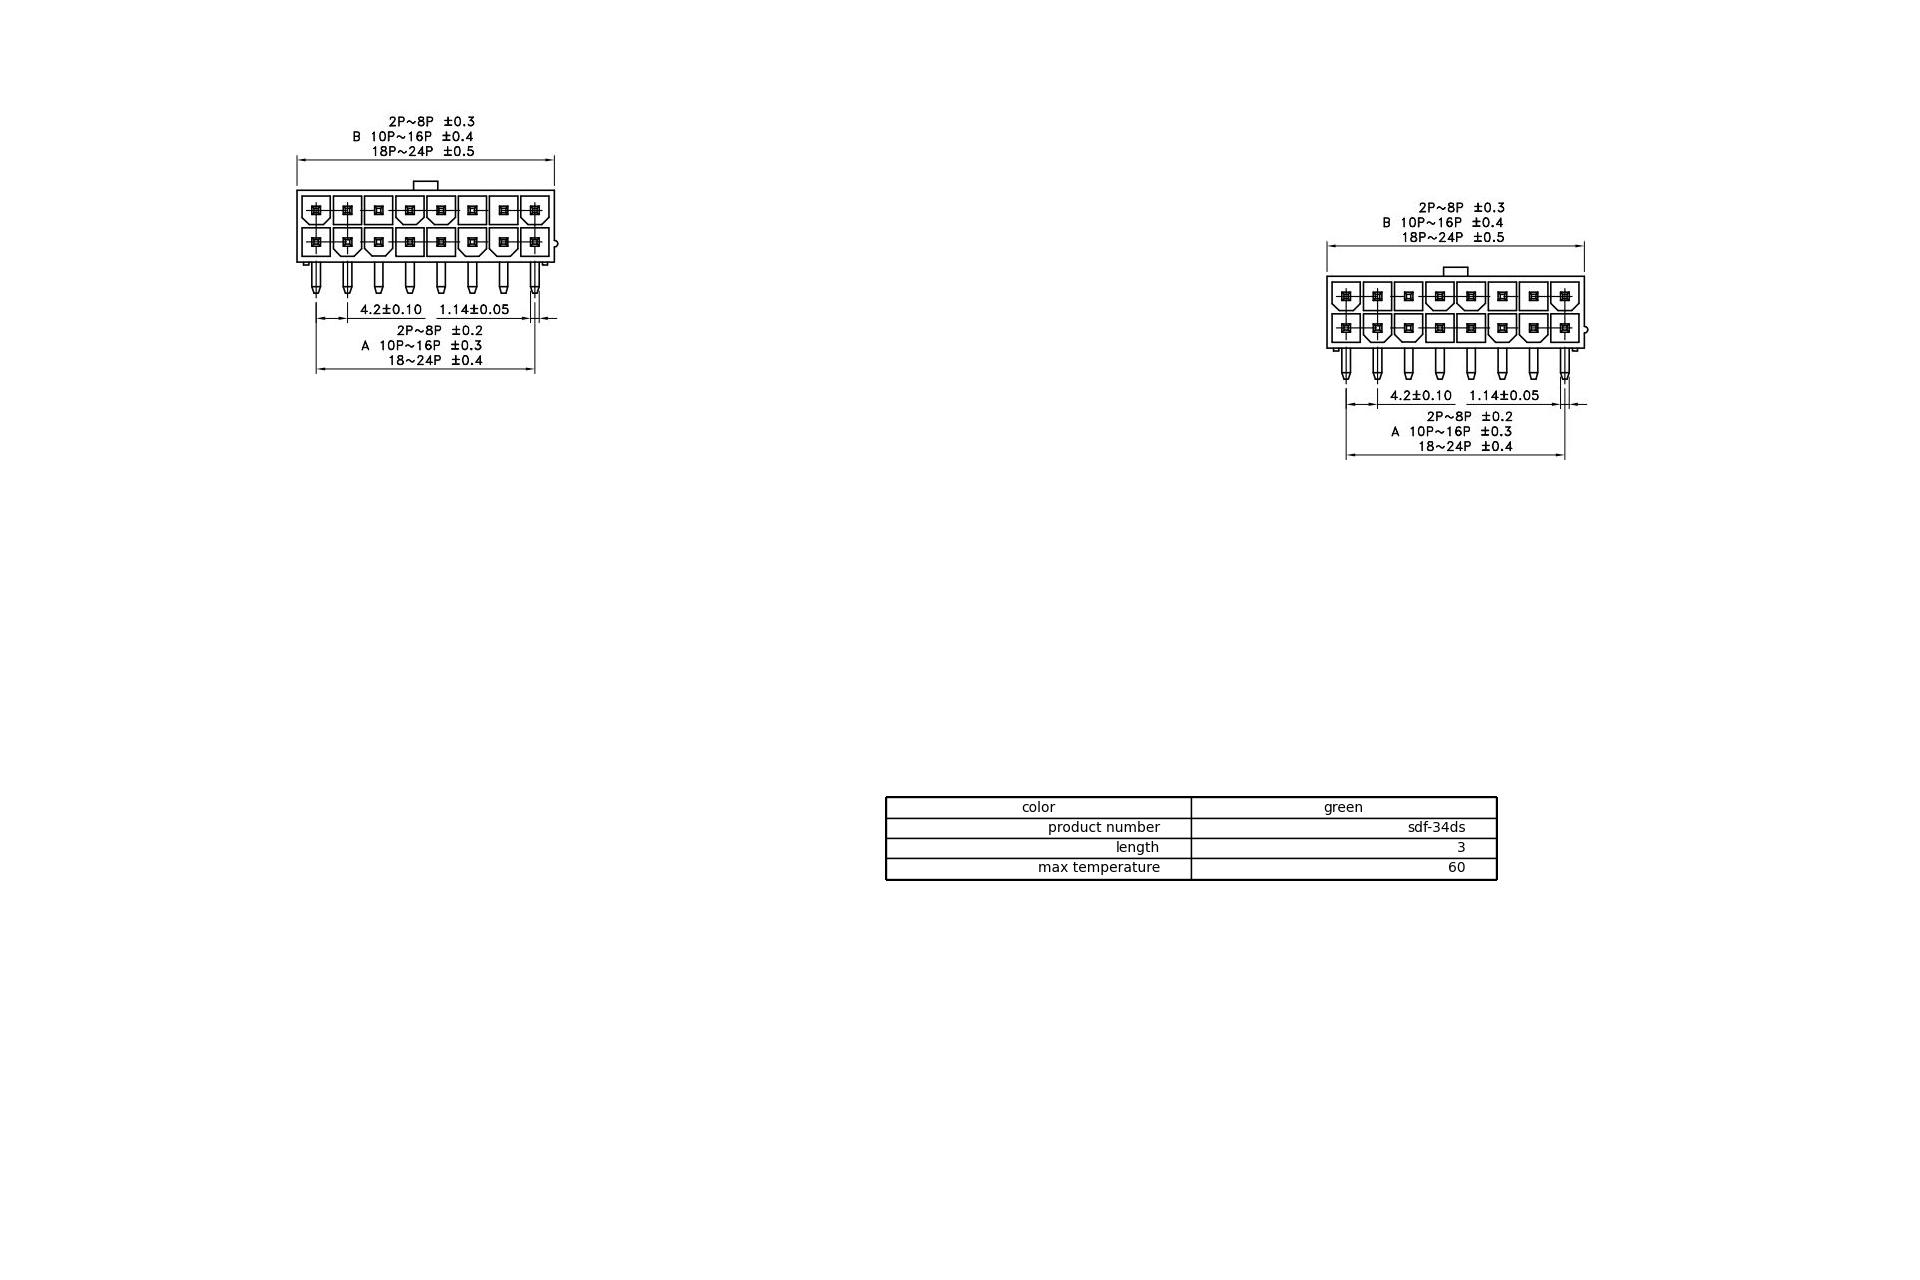 2P~8P ±0.3
B 10P~16P ±0.4
18P~24P ±0.5
4.2±0.10 1.14±0.05
2P~8P ±0.2
A 10P~16P ±0.3
18~24P ±0.4
2P~8P ±0.3
B 10P~16P ±0.4
18P~24P ±0.5
4.2±0.10 1.14±0.05
2P~8P ±0.2
A 10P~16P ±0.3
18~24P ±0.4
color green
product number sdf-34ds
length 3
max temperature 60